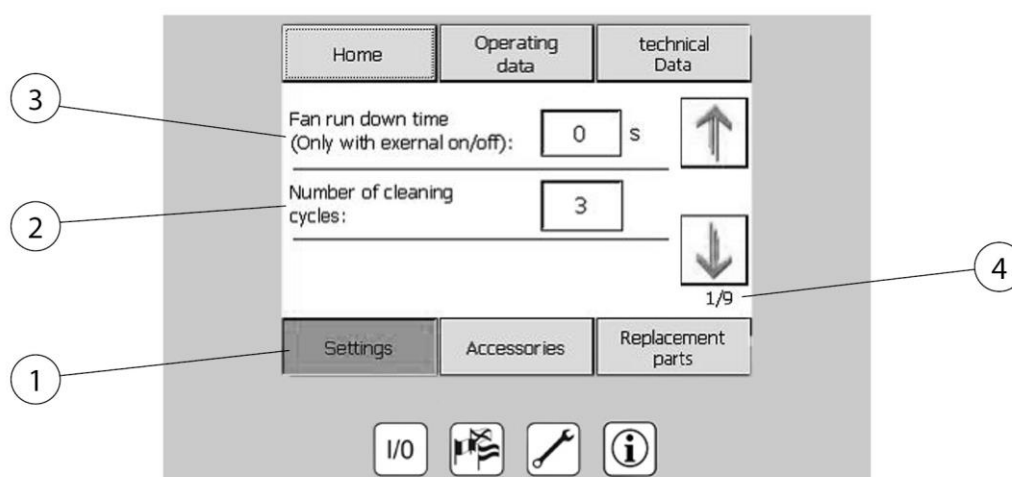 Home
Operating
data
technical
Data
3
Fan run down time
(Only with exernal on/off):
0
s
2
Number of cleaning
cycles:
3
4
1/9
1
Settings
Accessories
Replacement
parts
I/0
i